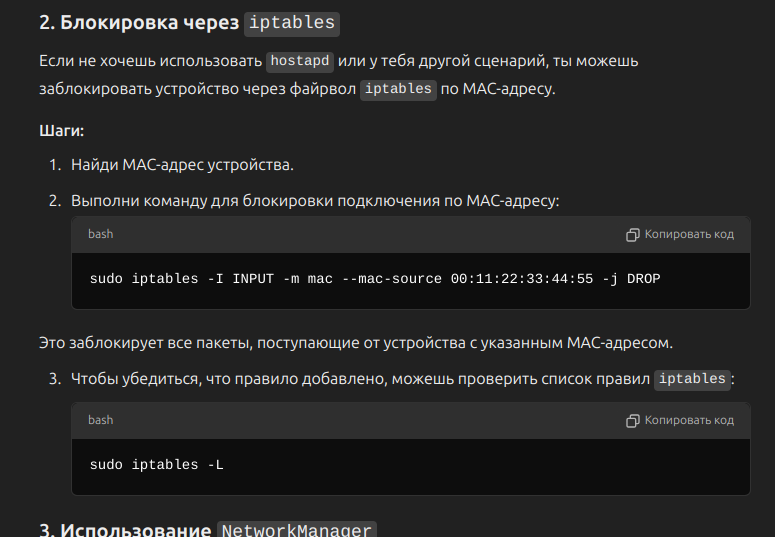 2. Блокировка через iptables
Если не хочешь использовать hostapd или у тебя другой сценарий, ты можешь
заблокировать устройство через файрвол iptables по MAC-адресу.
Шаги:
1. Найди MAC-адрес устройства.
2. Выполни команду для блокировки подключения по MAC-адресу:
bash Копировать код
sudo iptables -I INPUT -m mac --mac-source 00:11:22:33:44:55 -j DROP
Это заблокирует все пакеты, поступающие от устройства с указанным MAC-адресом.
3. Чтобы убедиться, что правило добавлено, можешь проверить список правил iptables:
bash Копировать код
sudo iptables -L
3. Использование NetworkManager